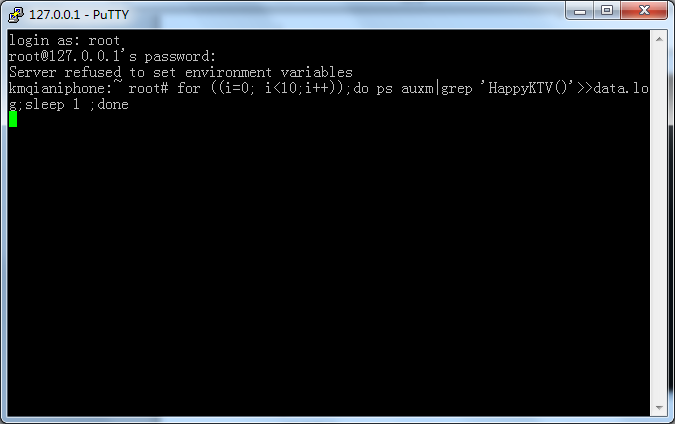 127.0.0.1 - PuTTY
login as: root
root@127.0.0.1's password:
Server refused to set environment variables
kmqianiphone:~ root# for ((i=0; i<10;i++));do ps auxm|grep 'HappyKTV()'>>data.lo
g;sleep 1 ;done